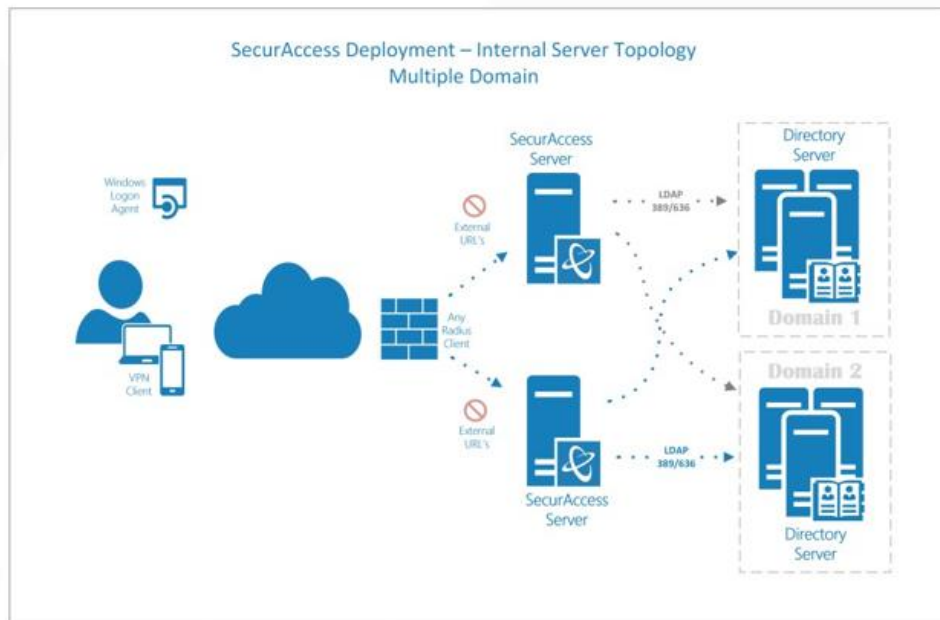 SecurAccess Deployment – Internal Server Topology
Multiple Domain
Windows
Logon
Agent
VPN
Client
Any
Radius
Client
External
URL's
External
URL's
SecurAccess
Server
SecurAccess
Server
LDAP
389/636
LDAP
389/636
Directory
Server
Domain 1
Domain 2
Directory
Server